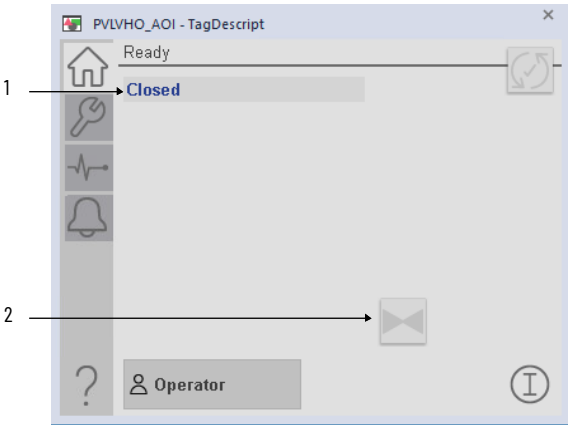 PVLVHO_AOI - TagDescript
Ready
1
Closed
2
Operator